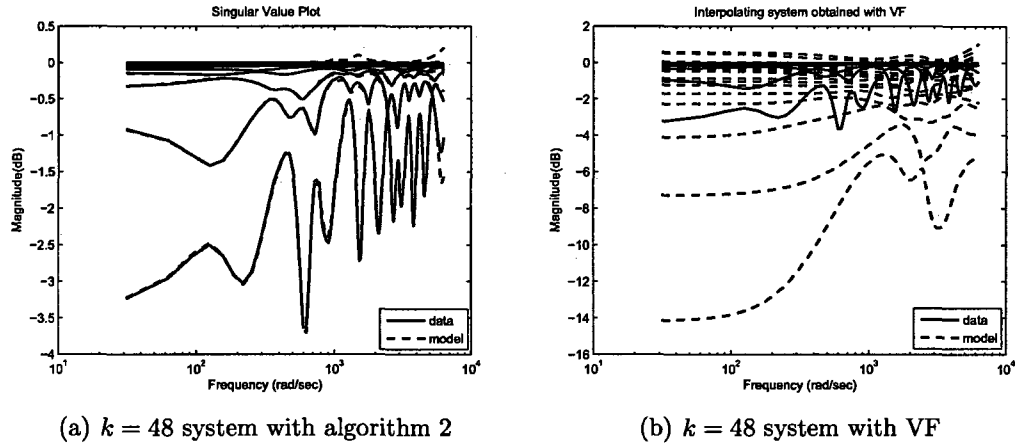 Singular Value Plot
0.5
0
−0.5
−1
−1.5
−2
−2.5
−3
−3.5
−4
Magnitude(dB)
10¹ 10² 10³ 10⁴
Frequency (rad/sec)
data
model
(a) k = 48 system with algorithm 2
Interpolating system obtained with VF
2
0
−2
−4
−6
−8
−10
−12
−14
−16
Magnitude(dB)
10¹ 10² 10³ 10⁴
Frequency (rad/sec)
data
model
(b) k = 48 system with VF